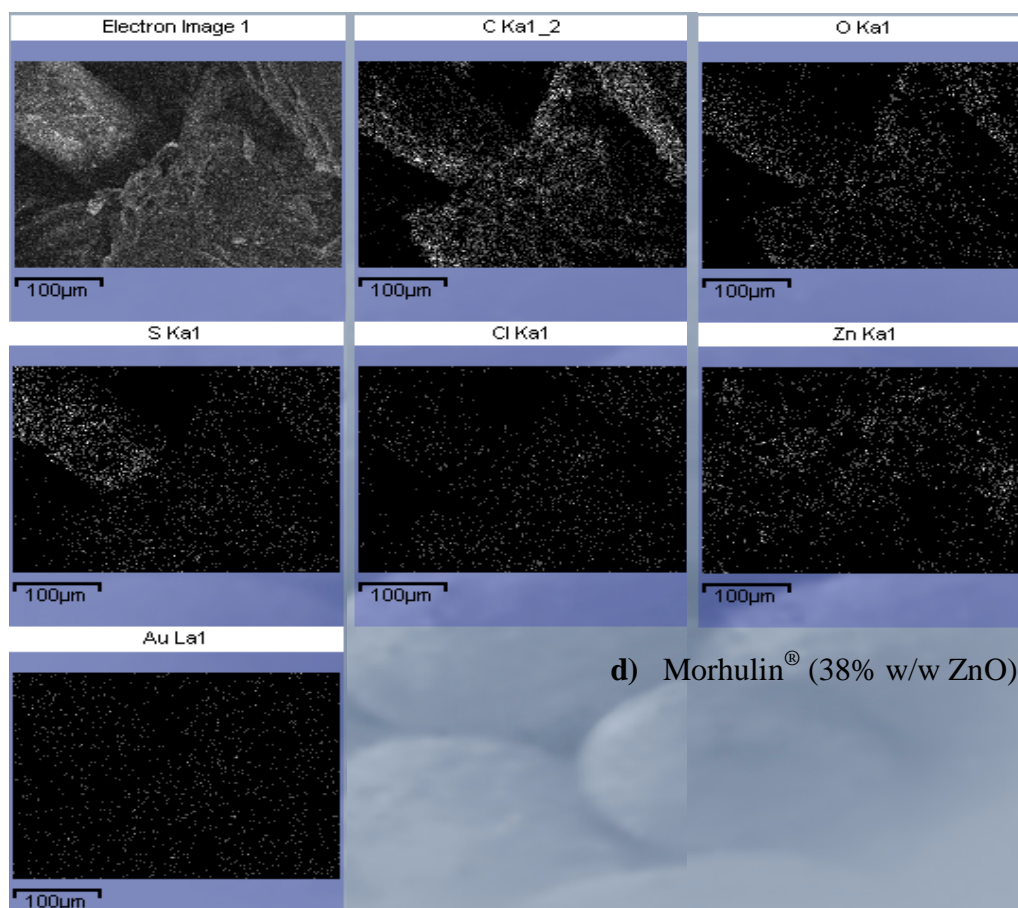 Electron Image 1
C Ka1_2
O Ka1
100µm
100µm
100µm
S Ka1
Cl Ka1
Zn Ka1
100µm
100µm
100µm
Au La1
d) Morhulin® (38% w/w ZnO)
100µm